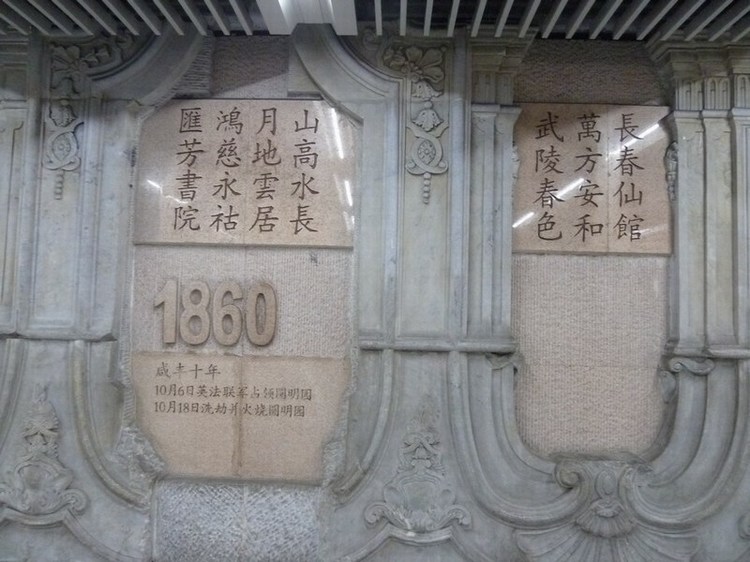 長春仙館
萬方安和
武陵春色
山高水長
月地雲居
鴻慈永祜
匯芳書院
1860
咸丰十年
10月6日英法联军占领圆明园
10月18日洗劫并火烧圆明园